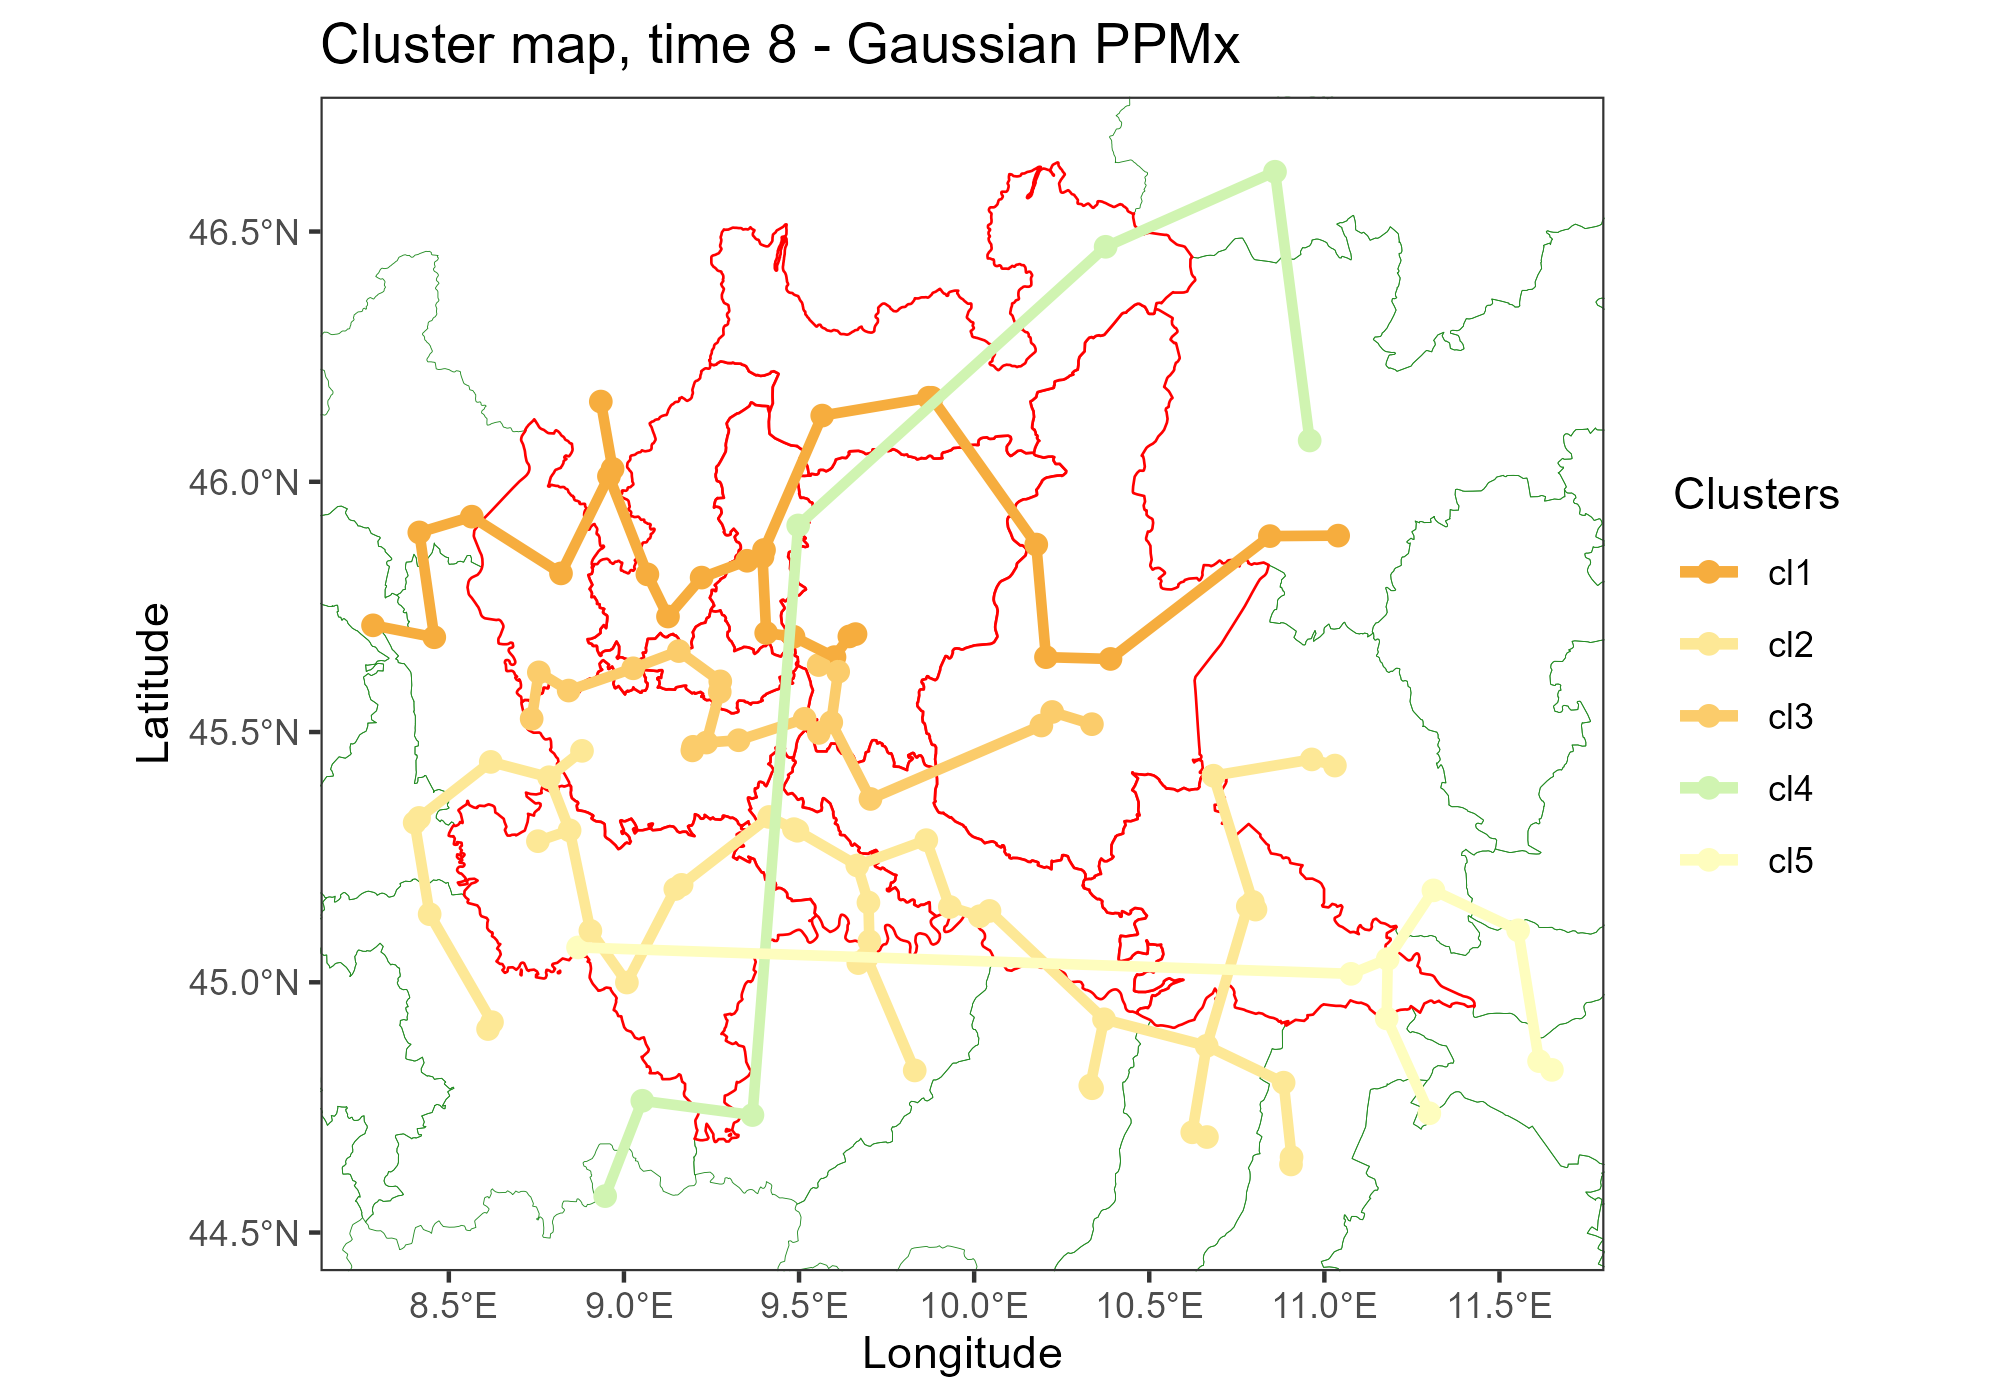 Cluster map, time 8 - Gaussian PPMx
46.5°N
46.0°N
45.5°N
45.0°N
44.5°N
Latitude
8.5°E
9.0°E
9.5°E
10.0°E
10.5°E
11.0°E
11.5°E
Longitude
Clusters
cl1
cl2
cl3
cl4
cl5